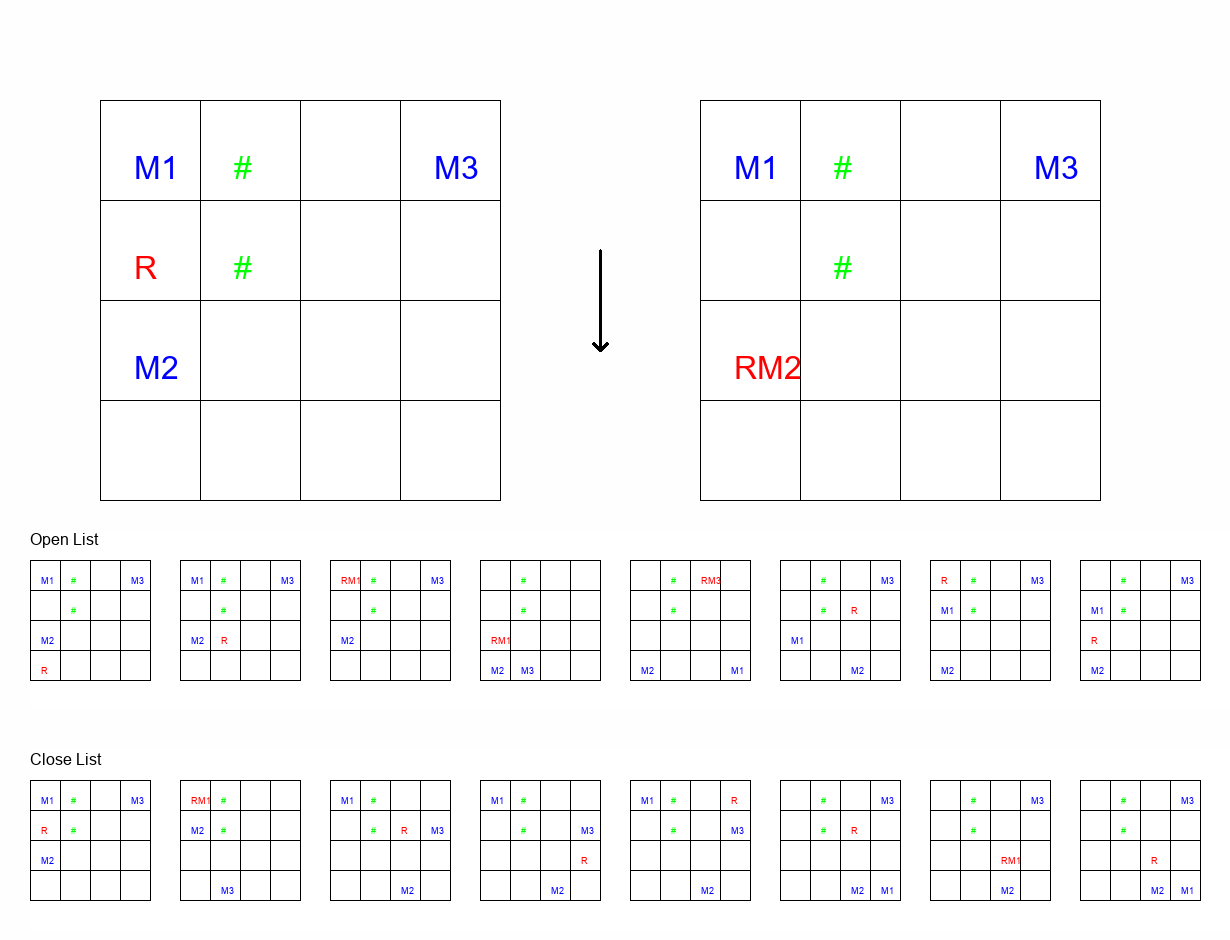 M1 # M3 M1 # M3
R # #
M2 RM2
Open List
M1 # M3 M1 # M3 RM1 # M3 # # RM3 # M3 R # M3 # M3
# # # # # # R M1 # M1 #
M2 M2 R M2 RM1 M1 R
R M2 M3 M2 M1 M2 M2 M2
Close List
M1 # M3 RM1 # M1 # M1 # M1 # R # M3 # M3 # M3
R # M2 # # R M3 # M3 # M3 # R # #
M2 R RM1 R
M3 M2 M2 M2 M2 M1 M2 M2 M1